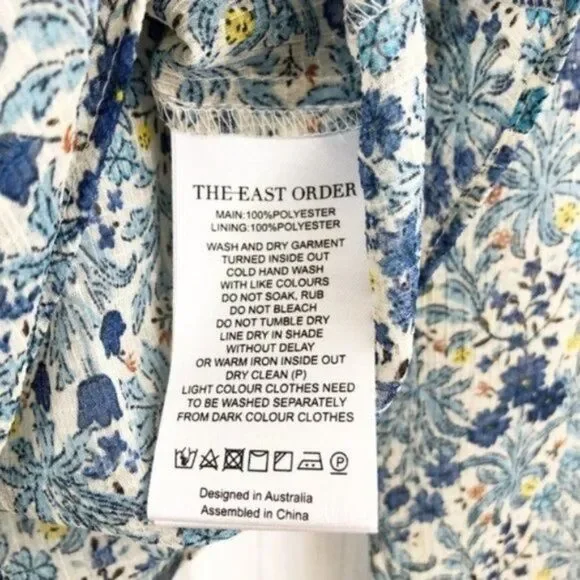 THE EAST ORDER
MAIN:100%POLYESTER
LINING:100%POLYESTER
WASH AND DRY GARMENT
TURNED INSIDE OUT
COLD HAND WASH
WITH LIKE COLOURS
DO NOT SOAK, RUB
DO NOT BLEACH
DO NOT TUMBLE DRY
LINE DRY IN SHADE
WITHOUT DELAY
OR WARM IRON INSIDE OUT
DRY CLEAN (P)
LIGHT COLOUR CLOTHES NEED
TO BE WASHED SEPARATELY
FROM DARK COLOUR CLOTHES
P
Designed in Australia
Assembled in China